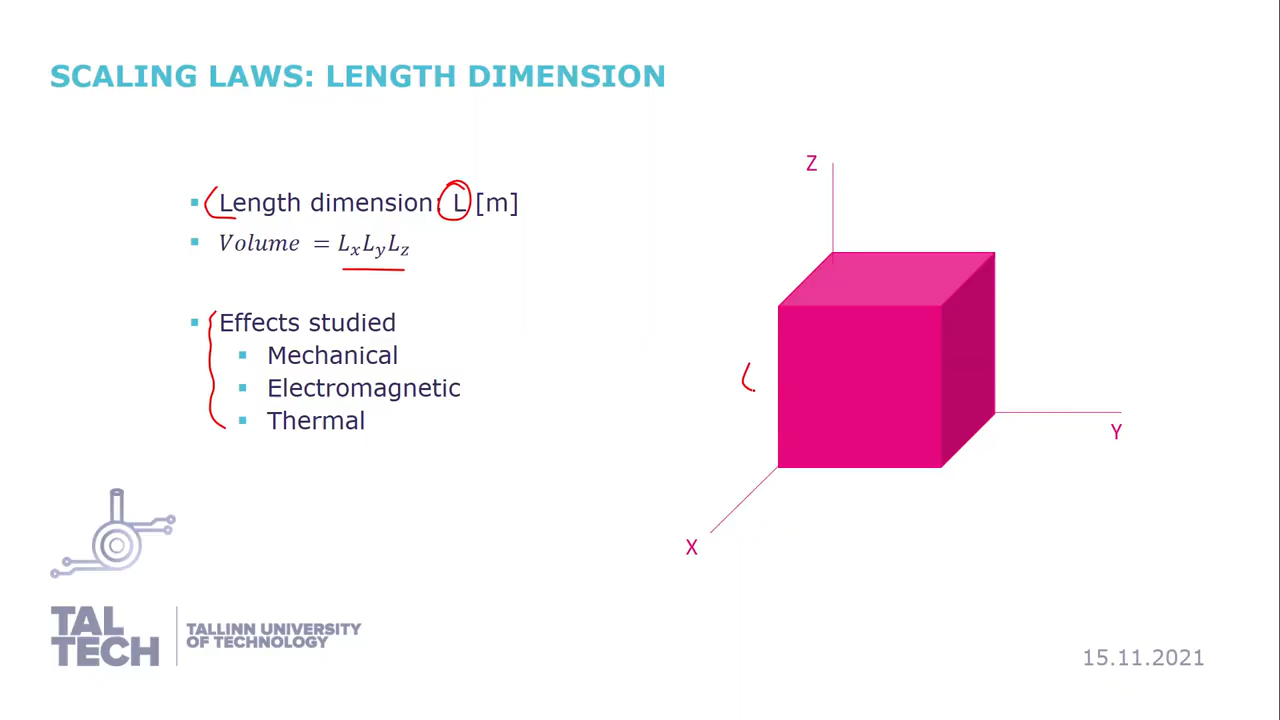 SCALING LAWS: LENGTH DIMENSION
Length dimension: L [m]
Volume = LxLyLz
Effects studied
Mechanical
Electromagnetic
Thermal
Z
L
Y
X
TAL
TECH
TALLINN UNIVERSITY
OF TECHNOLOGY
15.11.2021